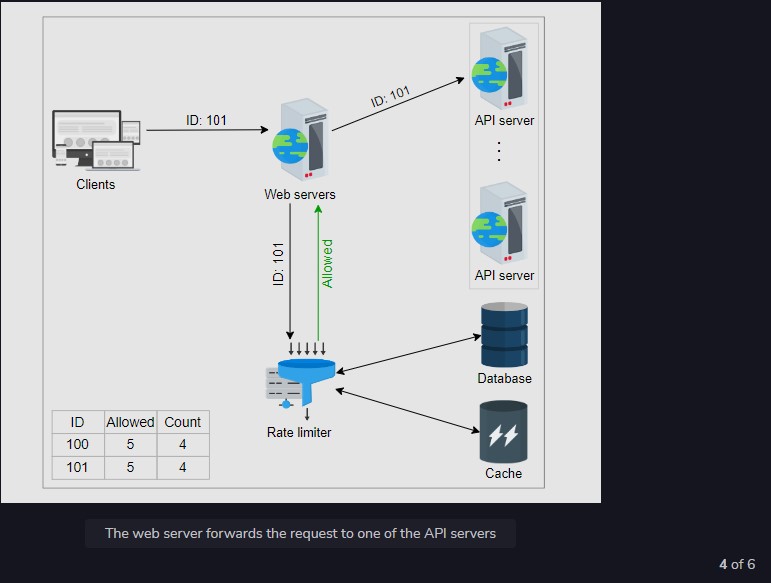 ID: 101
ID: 101
API server
Clients
Web servers
ID: 101
Allowed
API server
Database
ID Allowed Count
100 5 4
101 5 4
Rate limiter
Cache
The web server forwards the request to one of the API servers
4 of 6